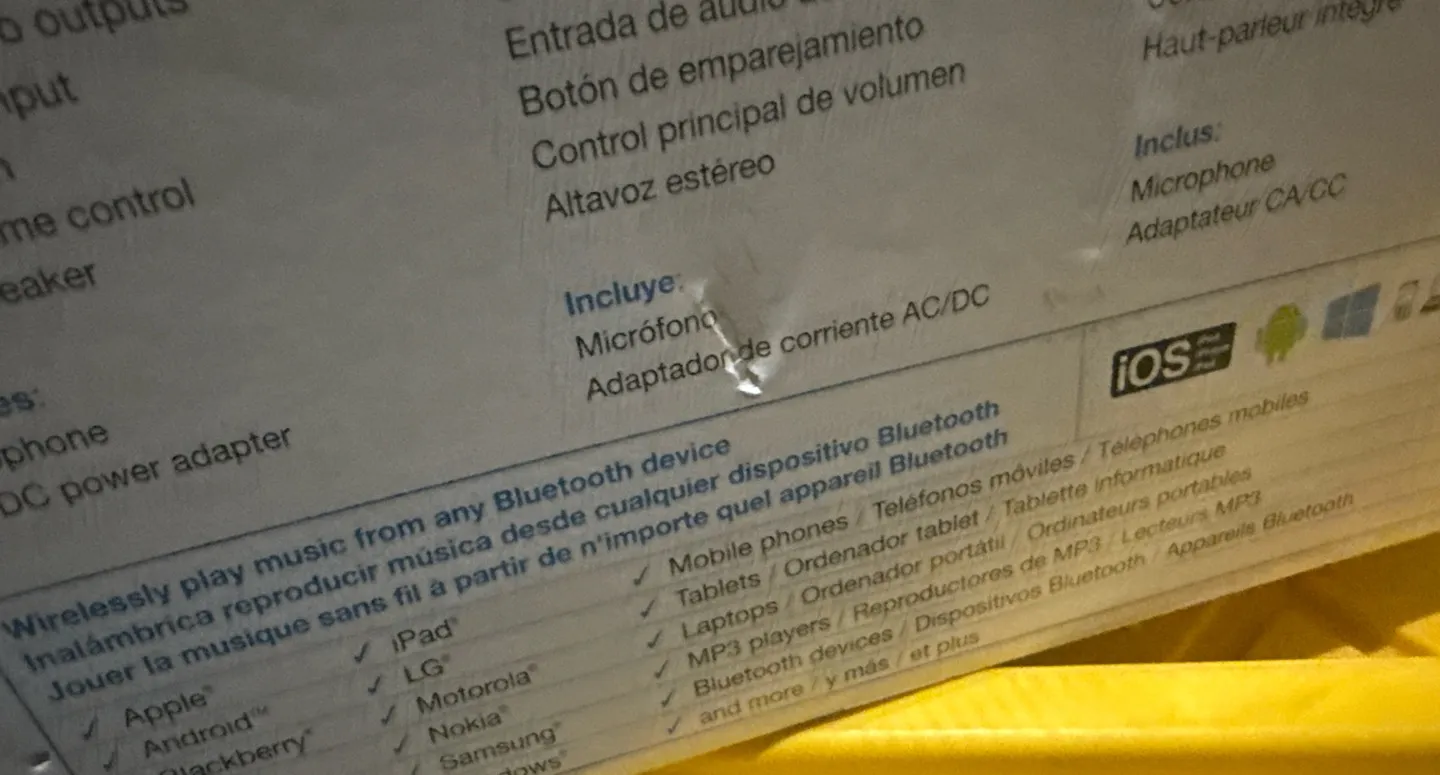 outputs
me control
phone
DC power adapter
Entrada de audio
Botón de emparejamiento
Control principal de volumen
Altavoz estéreo
Incluye:
Micrófono
Adaptador de corriente AC/DC
Haut-parleur intégré
Inclus:
Microphone
Adaptateur CA/CC
iOS
Wirelessly play music from any Bluetooth device
Inalámbrica reproducir música desde cualquier dispositivo Bluetooth
Jouer la musique sans fil à partir de n'importe quel appareil Bluetooth
✓ Apple®
✓ Android™
Blackberry®
✓ iPad®
✓ LG®
✓ Motorola®
✓ Nokia®
✓ Samsung®
✓ Mobile phones / Teléfonos móviles / Téléphones mobiles
✓ Tablets / Ordenador tablet / Tablette informatique
✓ Laptops / Ordenador portátil / Ordinateurs portables
✓ MP3 players / Reproductores de MP3 / Lecteurs MP3
✓ Bluetooth devices / Dispositivos Bluetooth / Appareils Bluetooth
✓ and more / y más / et plus